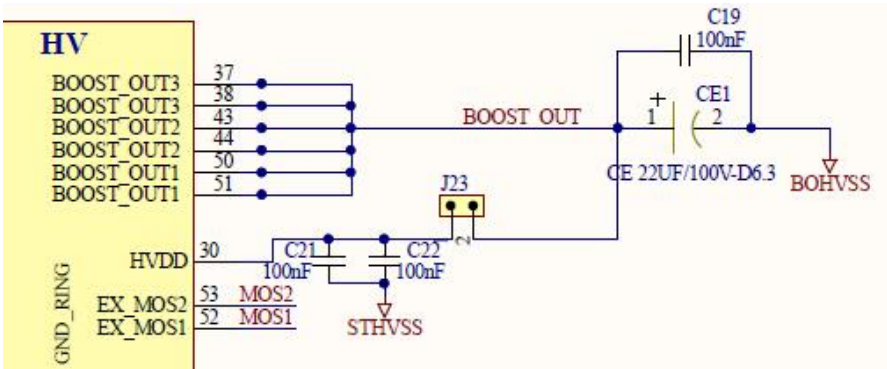 C19
100nF
HV
BOOST_OUT3 37
BOOST_OUT3 38
BOOST_OUT2 43
BOOST_OUT2 44
BOOST_OUT1 50
BOOST_OUT1 51
BOOST OUT
+ CE1
1 2
CE 22UF/100V-D6.3
BOHVSS
J23
2
HVDD 30
C21 C22
100nF 100nF
GND_RING
EX_MOS2 53 MOS2
EX_MOS1 52 MOS1
STHVSS